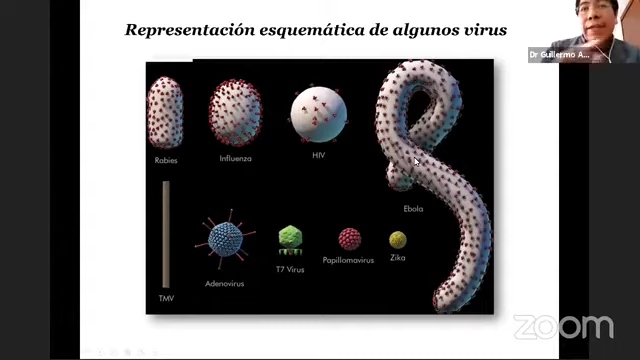 Representación esquemática de algunos virus
Dr Guillermo A...
Rabies
Influenza
HIV
Ebola
TMV
Adenovirus
T7 Virus
Papillomavirus
Zika
zoom